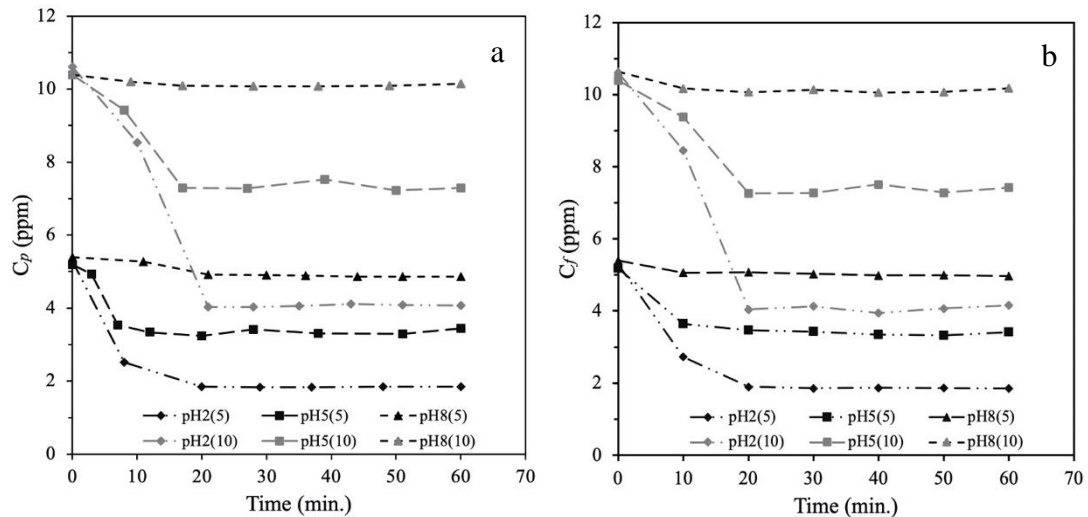 12
10
8
6
4
2
0
C_p (ppm)
a
pH2(5) pH5(5) pH8(5)
pH2(10) pH5(10) pH8(10)
0 10 20 30 40 50 60 70
Time (min.)
12
10
8
6
4
2
0
C_f (ppm)
b
pH2(5) pH5(5) pH8(5)
pH2(10) pH5(10) pH8(10)
0 10 20 30 40 50 60 70
Time (min.)